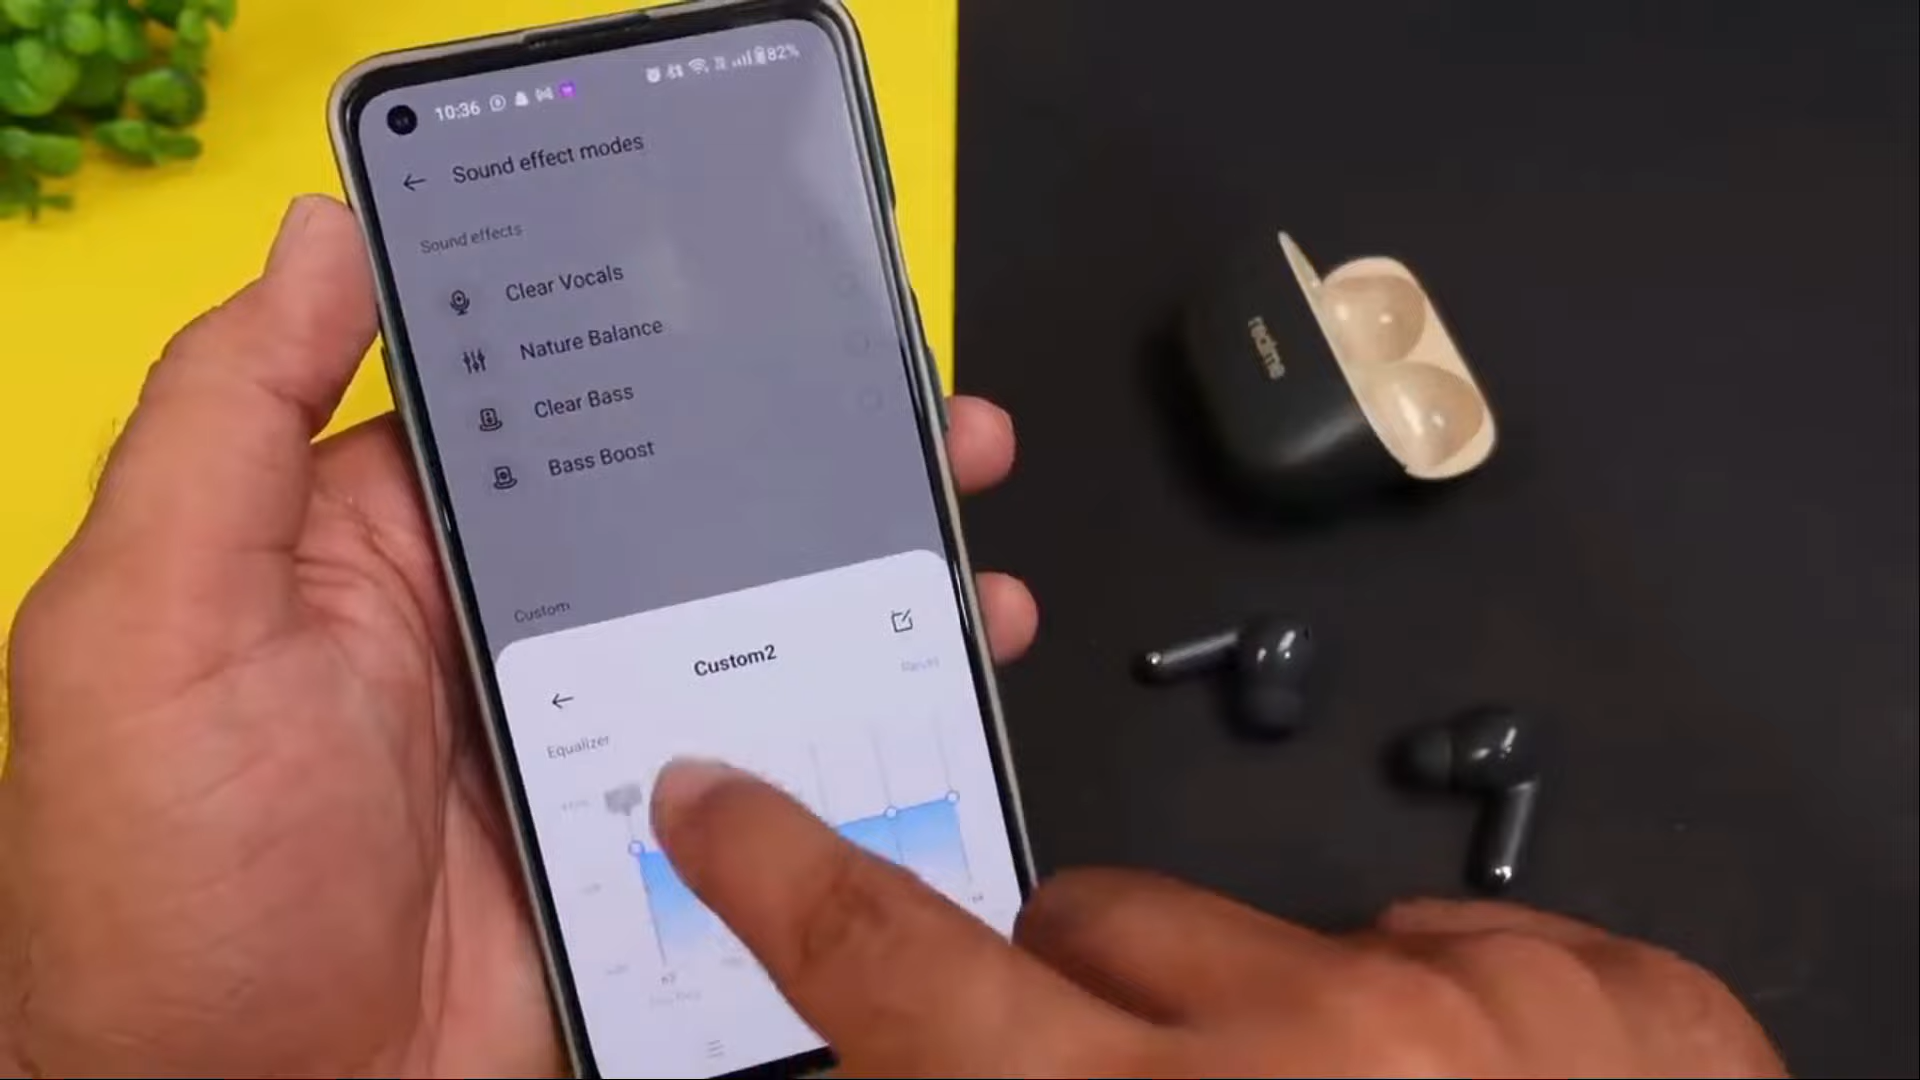 10:36
82%
Sound effect modes
Sound effects
Clear Vocals
Nature Balance
Clear Bass
Bass Boost
Custom
Custom2
Equalizer
realme